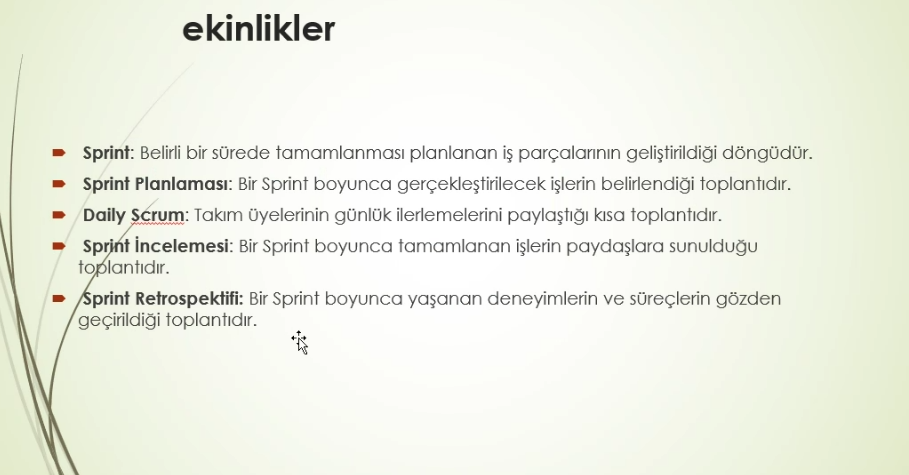 ekinlikler
Sprint: Belirli bir sürede tamamlanması planlanan iş parçalarının geliştirildiği döngüdür.
Sprint Planlaması: Bir Sprint boyunca gerçekleştirilecek işlerin belirlendiği toplantıdır.
Daily Scrum: Takım üyelerinin günlük ilerlemelerini paylaştığı kısa toplantıdır.
Sprint İncelemesi: Bir Sprint boyunca tamamlanan işlerin paydaşlara sunulduğu
toplantıdır.
Sprint Retrospektifi: Bir Sprint boyunca yaşanan deneyimlerin ve süreçlerin gözden
geçirildiği toplantıdır.